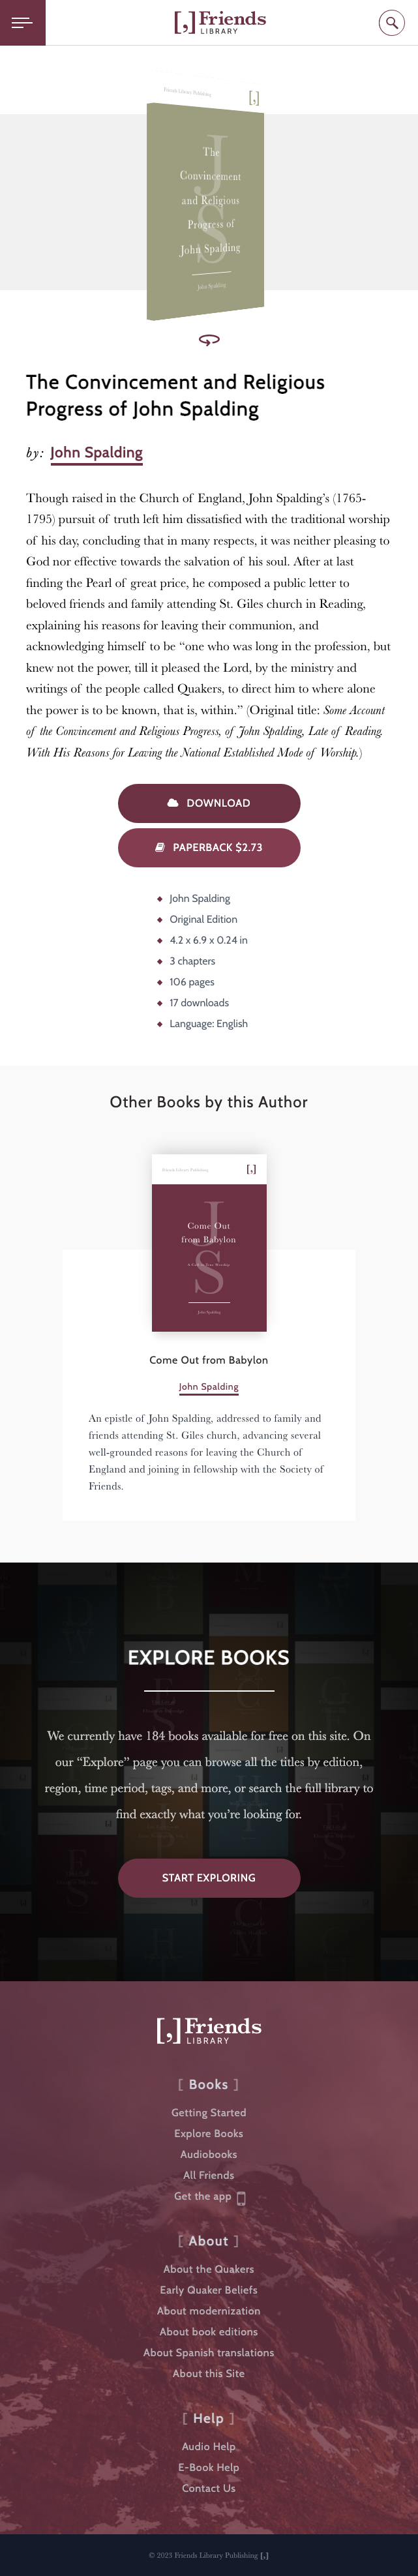 [,] Friends
LIBRARY
Friends Library Publishing
[,]
JS
The
Convincement
and Religious
Progress of
John Spalding
John Spalding
The Convincement and Religious
Progress of John Spalding
by: John Spalding
Though raised in the Church of England, John Spalding’s (1765-
1795) pursuit of truth left him dissatisfied with the traditional worship
of his day, concluding that in many respects, it was neither pleasing to
God nor effective towards the salvation of his soul. After at last
finding the Pearl of great price, he composed a public letter to
beloved friends and family attending St. Giles church in Reading,
explaining his reasons for leaving their communion, and
acknowledging himself to be “one who was long in the profession, but
knew not the power, till it pleased the Lord, by the ministry and
writings of the people called Quakers, to direct him to where alone
the power is to be known, that is, within.” (Original title: Some Account
of the Convincement and Religious Progress, of John Spalding, Late of Reading.
With His Reasons for Leaving the National Established Mode of Worship.)
DOWNLOAD
PAPERBACK $2.73
John Spalding
Original Edition
4.2 x 6.9 x 0.24 in
3 chapters
106 pages
17 downloads
Language: English
Other Books by this Author
Friends Library Publishing
[,]
JS
Come Out
from Babylon
A Call to True Worship
John Spalding
Come Out from Babylon
John Spalding
An epistle of John Spalding, addressed to family and
friends attending St. Giles church, advancing several
well-grounded reasons for leaving the Church of
England and joining in fellowship with the Society of
Friends.
EXPLORE BOOKS
We currently have 184 books available for free on this site. On
our “Explore” page you can browse all the titles by edition,
region, time period, tags, and more, or search the full library to
find exactly what you’re looking for.
START EXPLORING
[,] Friends
LIBRARY
[ Books ]
Getting Started
Explore Books
Audiobooks
All Friends
Get the app
[ About ]
About the Quakers
Early Quaker Beliefs
About modernization
About book editions
About Spanish translations
About this Site
[ Help ]
Audio Help
E-Book Help
Contact Us
© 2023 Friends Library Publishing [,]